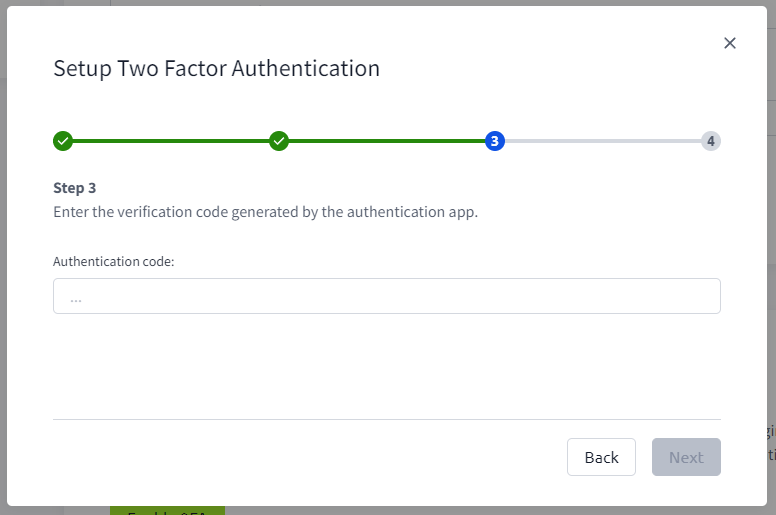 Setup Two Factor Authentication
3
4
Step 3
Enter the verification code generated by the authentication app.
Authentication code:
...
Back
Next